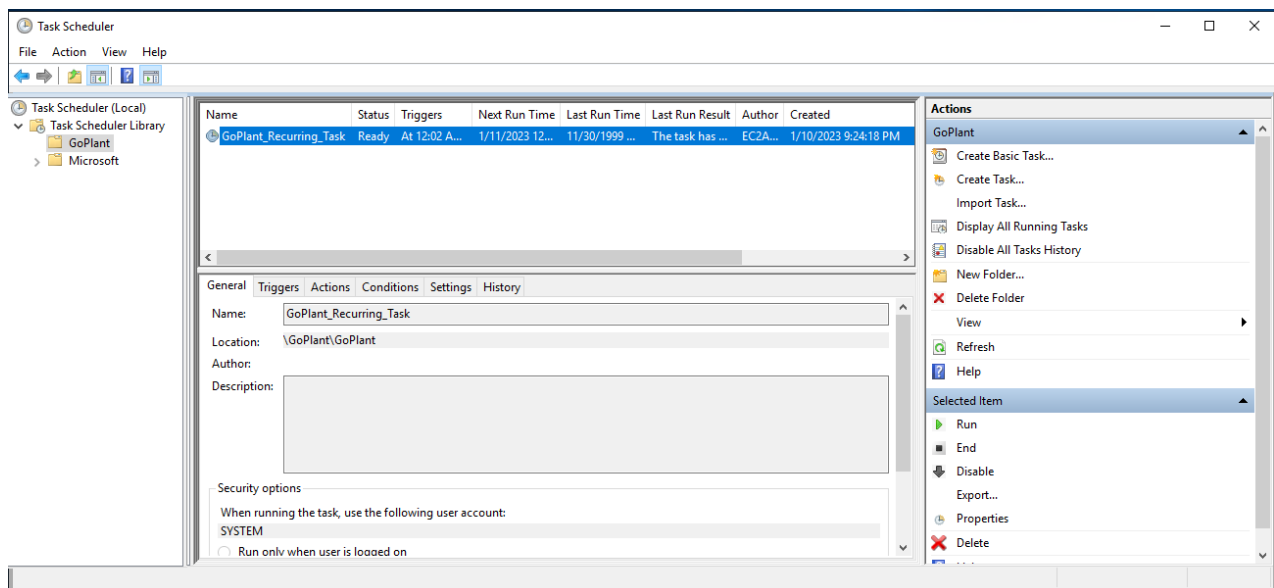 Task Scheduler
File Action View Help
Task Scheduler (Local)
Task Scheduler Library
GoPlant
Microsoft
Name Status Triggers Next Run Time Last Run Time Last Run Result Author Created
GoPlant_Recurring_Task Ready At 12:02 A... 1/11/2023 12... 11/30/1999 ... The task has ... EC2A... 1/10/2023 9:24:18 PM
General Triggers Actions Conditions Settings History
Name: GoPlant_Recurring_Task
Location: \GoPlant\GoPlant
Author:
Description:
Security options
When running the task, use the following user account:
SYSTEM
Run only when user is logged on
Actions
GoPlant
Create Basic Task...
Create Task...
Import Task...
Display All Running Tasks
Disable All Tasks History
New Folder...
Delete Folder
View
Refresh
Help
Selected Item
Run
End
Disable
Export...
Properties
Delete